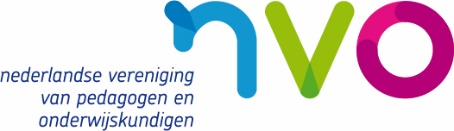 nvo
nederlandse vereniging
van pedagogen en
onderwijskundigen